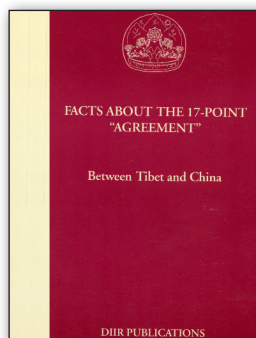 FACTS ABOUT THE 17-POINT
“AGREEMENT”
Between Tibet and China
DIIR PUBLICATIONS